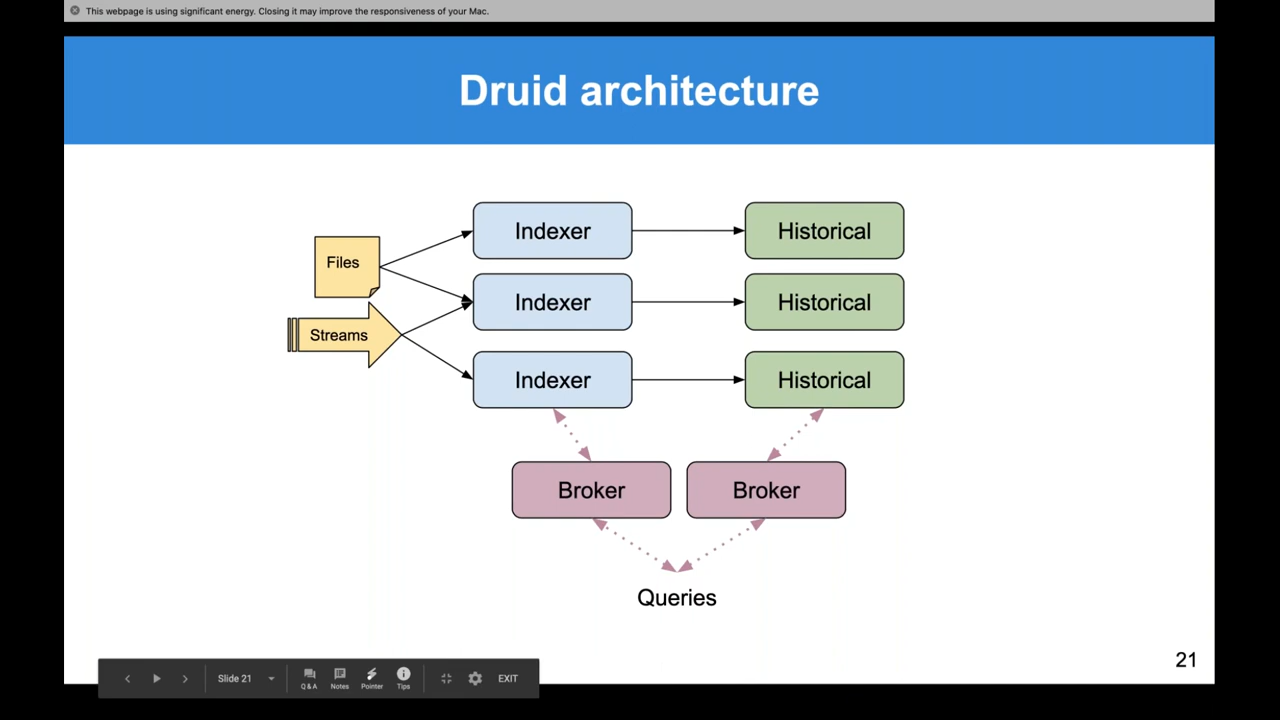 This webpage is using significant energy. Closing it may improve the responsiveness of your Mac.
Druid architecture
Files
Streams
Indexer
Historical
Indexer
Historical
Indexer
Historical
Broker
Broker
Queries
21
Slide 21
Q & A
Notes
Pointer
Tips
EXIT